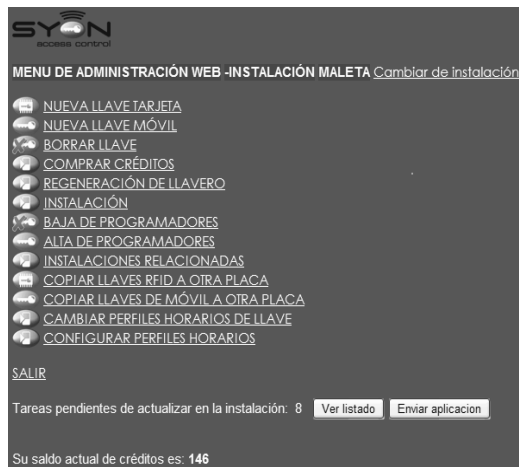 SYON
access control
MENU DE ADMINISTRACIÓN WEB -INSTALACIÓN MALETA Cambiar de instalación
NUEVA LLAVE TARJETA
NUEVA LLAVE MÓVIL
BORRAR LLAVE
COMPRAR CRÉDITOS
REGENERACIÓN DE LLAVERO
INSTALACIÓN
BAJA DE PROGRAMADORES
ALTA DE PROGRAMADORES
INSTALACIONES RELACIONADAS
COPIAR LLAVES RFID A OTRA PLACA
COPIAR LLAVES DE MÓVIL A OTRA PLACA
CAMBIAR PERFILES HORARIOS DE LLAVE
CONFIGURAR PERFILES HORARIOS
SALIR
Tareas pendientes de actualizar en la instalación: 8 Ver listado Enviar aplicacion
Su saldo actual de créditos es: 146